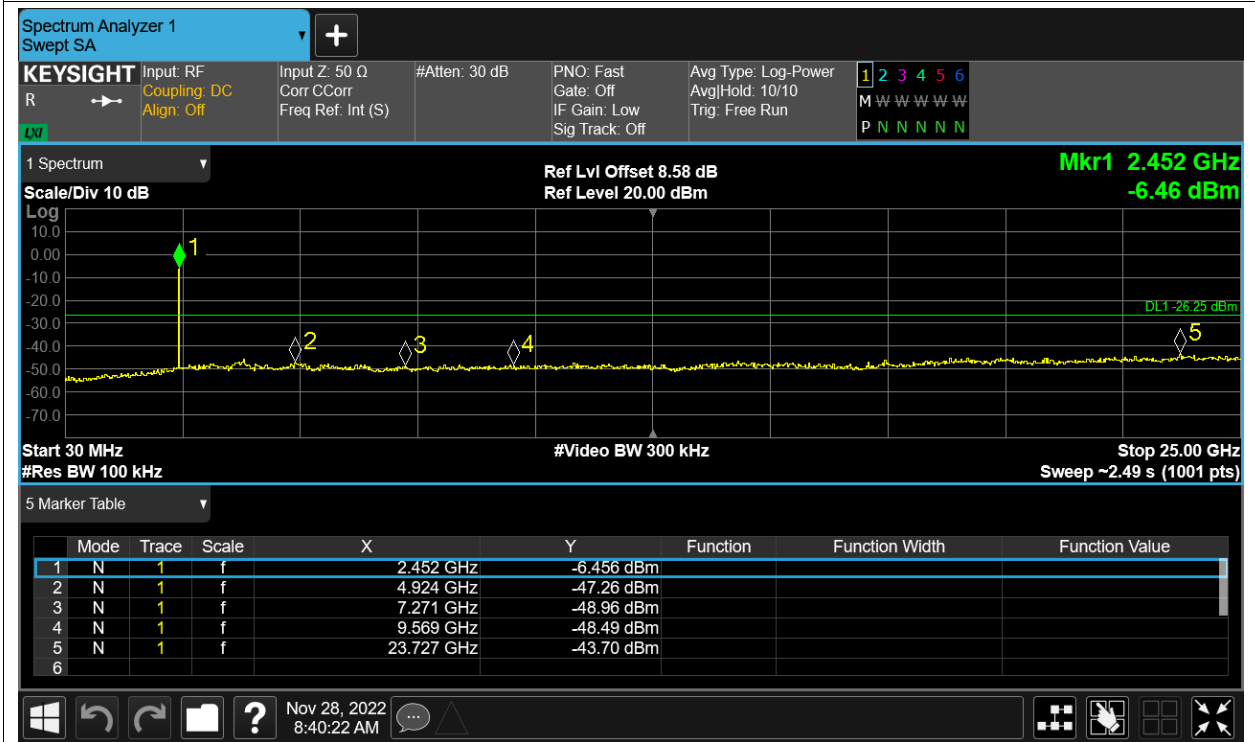 Spectrum Analyzer 1
Swept SA
+
KEYSIGHT
R
LXI
Input: RF
Coupling: DC
Align: Off
Input Z: 50 Ω
Corr CCorr
Freq Ref: Int (S)
#Atten: 30 dB
PNO: Fast
Gate: Off
IF Gain: Low
Sig Track: Off
Avg Type: Log-Power
Avg|Hold: 10/10
Trig: Free Run
1 2 3 4 5 6
M W W W W W
P N N N N N
1 Spectrum
Scale/Div 10 dB
Ref Lvl Offset 8.58 dB
Ref Level 20.00 dBm
Mkr1 2.452 GHz
-6.46 dBm
Log
10.0
0.00
-10.0
-20.0
-30.0
-40.0
-50.0
-60.0
-70.0
1
2
3
4
5
DL1 -26.25 dBm
Start 30 MHz
#Res BW 100 kHz
#Video BW 300 kHz
Stop 25.00 GHz
Sweep ~2.49 s (1001 pts)
5 Marker Table
Mode Trace Scale X Y Function Function Width Function Value
1 N 1 f 2.452 GHz -6.456 dBm
2 N 1 f 4.924 GHz -47.26 dBm
3 N 1 f 7.271 GHz -48.96 dBm
4 N 1 f 9.569 GHz -48.49 dBm
5 N 1 f 23.727 GHz -43.70 dBm
6
?
Nov 28, 2022
8:40:22 AM